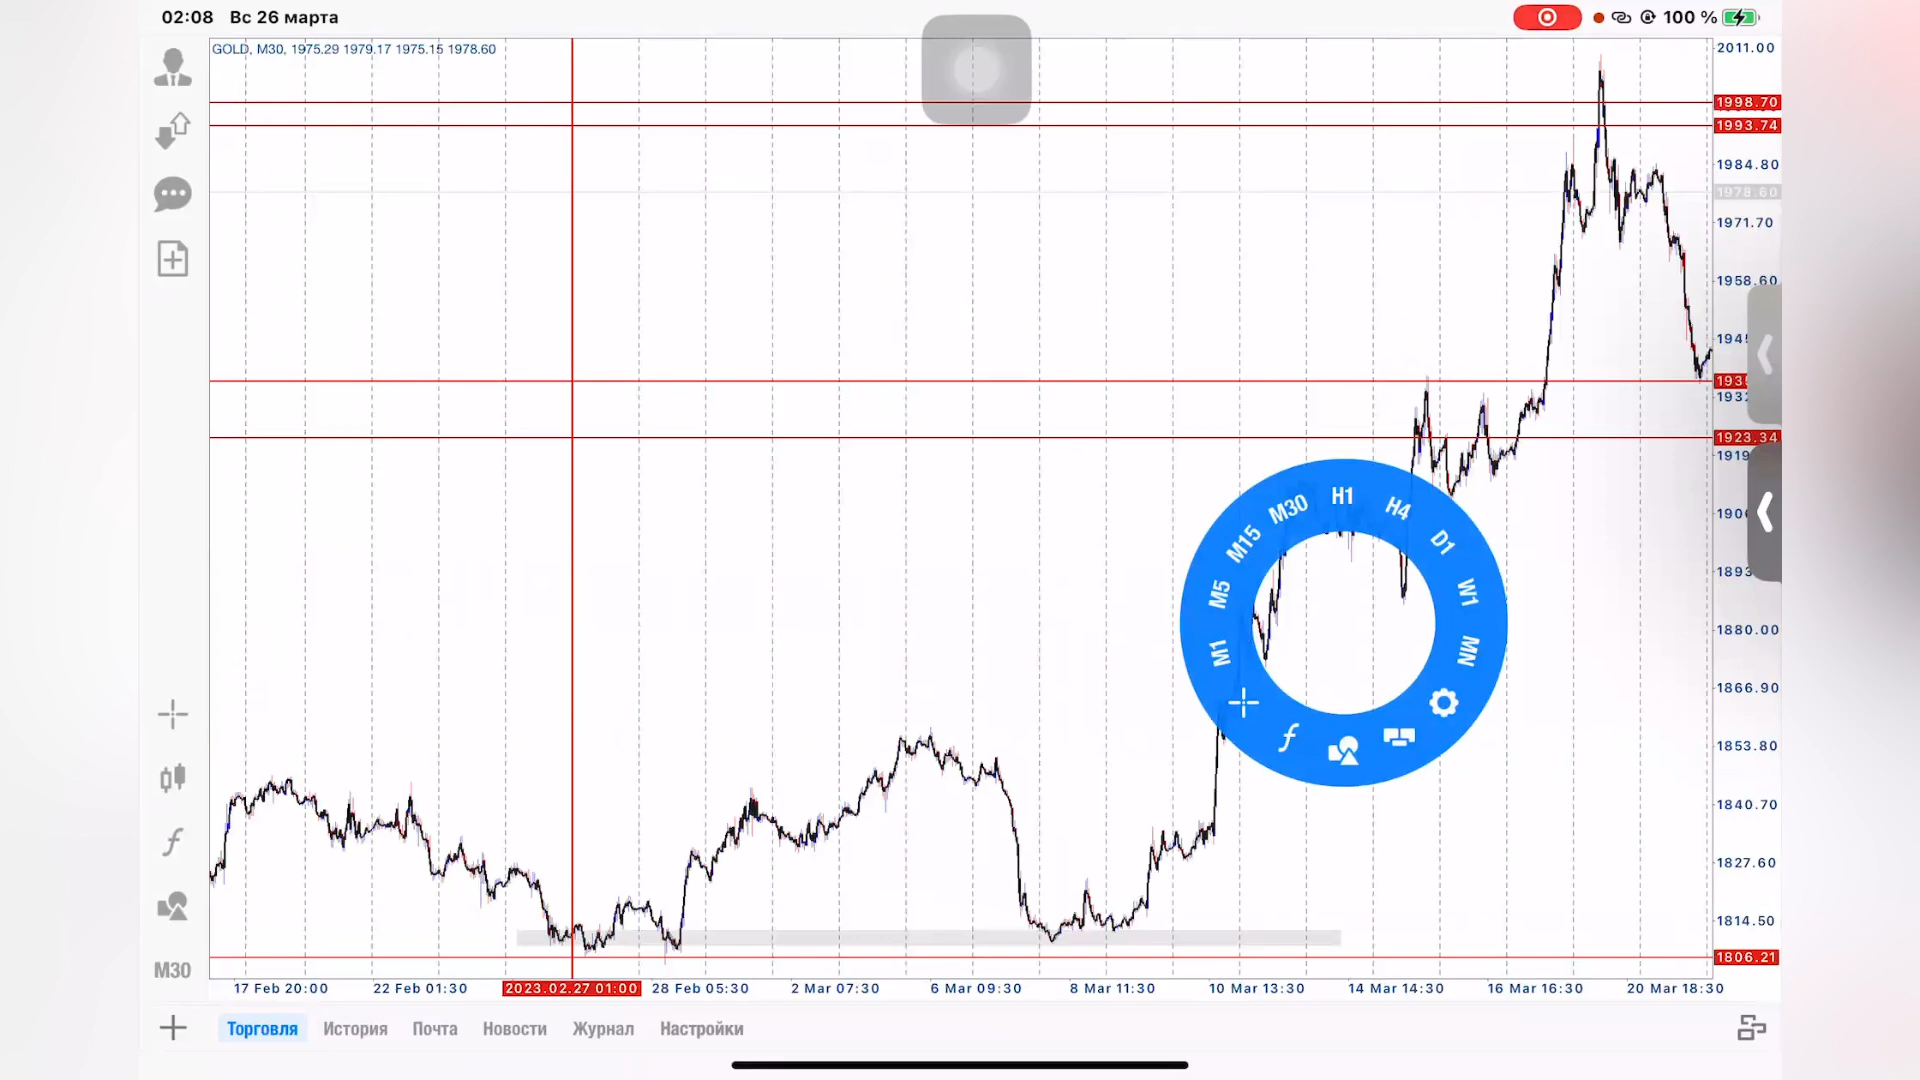 02:08 Вс 26 марта
100 %
GOLD, M30, 1975.29 1979.17 1975.15 1978.60
2011.00
1998.70
1993.74
1984.80
1978.60
1971.70
1958.60
1923.34
1880.00
1866.90
1853.80
1840.70
1827.60
1814.50
1806.21
M1
M5
M15
M30
H1
H4
D1
W1
MN
M30
17 Feb 20:00
22 Feb 01:30
2023.02.27 01:00
28 Feb 05:30
2 Mar 07:30
6 Mar 09:30
8 Mar 11:30
10 Mar 13:30
14 Mar 14:30
16 Mar 16:30
20 Mar 18:30
Торговля История Почта Новости Журнал Настройки